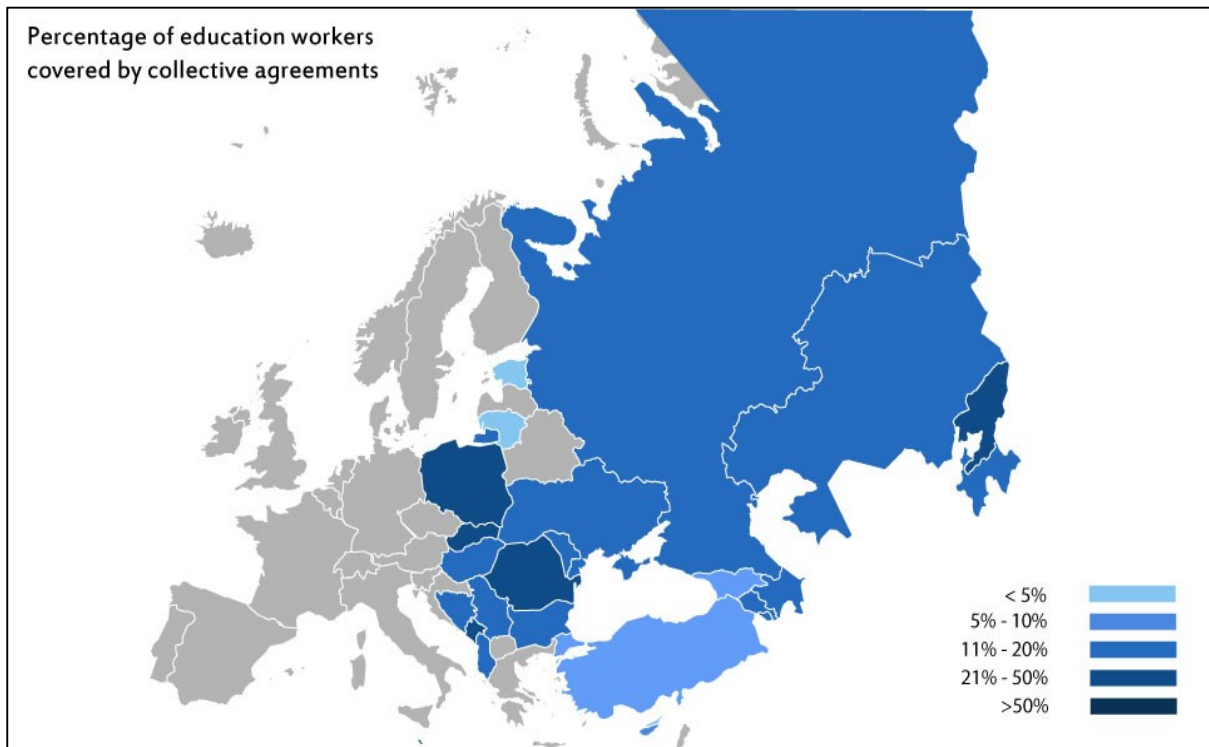 Percentage of education workers
covered by collective agreements
< 5%
5% - 10%
11% - 20%
21% - 50%
>50%